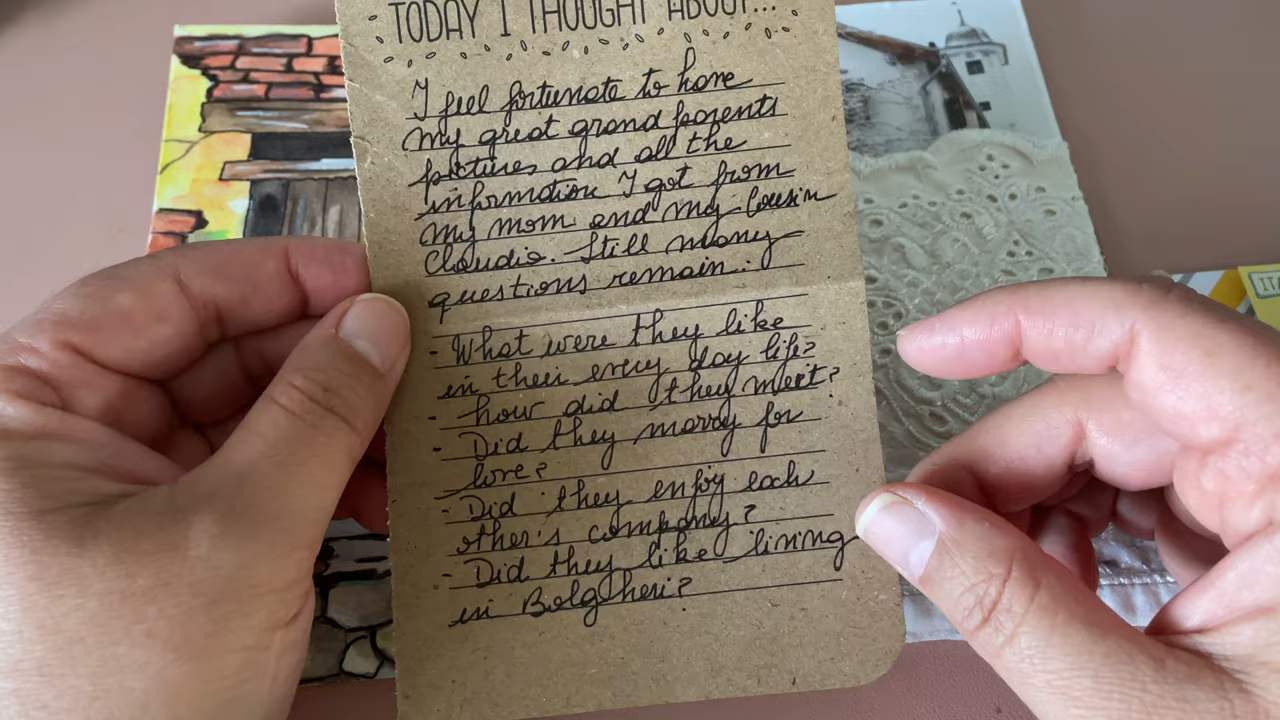 TODAY I THOUGHT ABOUT...
I feel fortunate to have
my great grand parents
pictures and all the
information I got from
my mom and my cousin
Claudia. Still many
questions remain:
- What were they like
in their every day life?
- how did they meet?
- Did they marry for
love?
- Did they enjoy each
other's company?
- Did they like living
in Bolgheri?
ITA